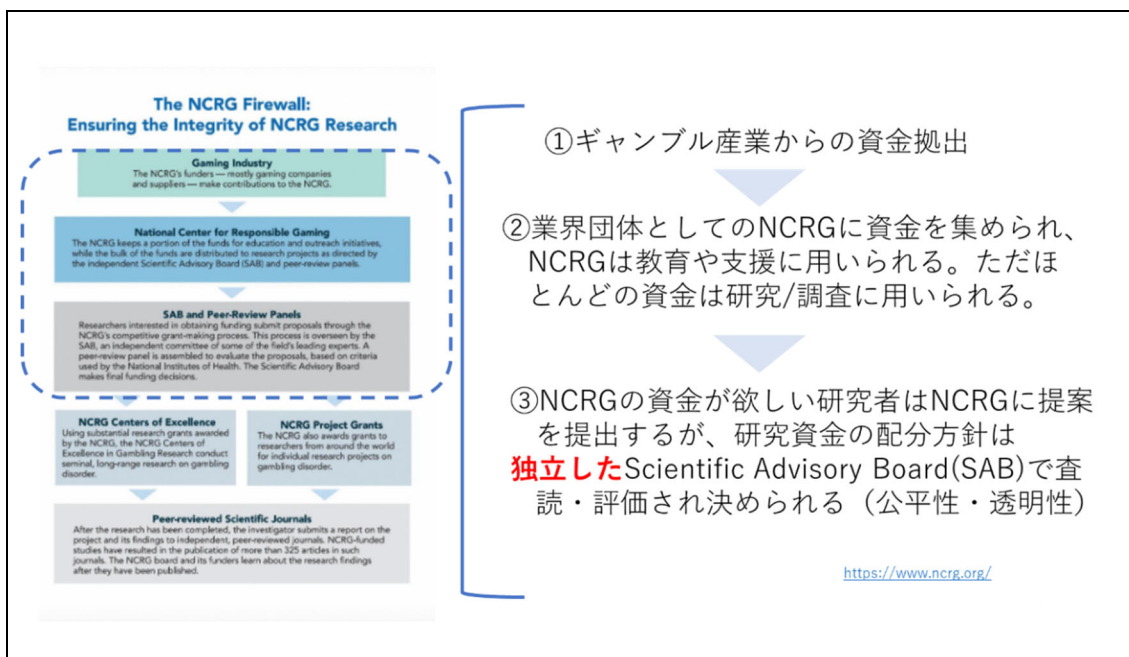 The NCRG Firewall:
Ensuring the Integrity of NCRG Research
Gaming Industry
The NCRG's funders — mostly gaming companies
and suppliers — make contributions to the NCRG.
National Center for Responsible Gaming
The NCRG keeps a portion of the funds for education and outreach initiatives,
while the bulk of the funds are distributed to research projects as directed by
the independent Scientific Advisory Board (SAB) and peer-review panels.
SAB and Peer-Review Panels
Researchers interested in obtaining funding submit proposals through the
NCRG's competitive grant-making process. This process is overseen by the
SAB, an independent committee of some of the field's leading experts. A
peer-review panel is assembled to evaluate the proposals, based on criteria
used by the National Institutes of Health. The Scientific Advisory Board
makes final funding decisions.
NCRG Centers of Excellence
Using substantial research grants awarded
by the NCRG, the NCRG Centers of
Excellence in Gambling Research conduct
seminal, long-range research on gambling
disorder.
NCRG Project Grants
The NCRG also awards grants to
researchers from around the world
for individual research projects on
gambling disorder.
Peer-reviewed Scientific Journals
After the research has been completed, the investigator submits a report on the
project and its findings to independent, peer-reviewed journals. NCRG-funded
studies have resulted in the publication of more than 325 articles in such
journals. The NCRG board and its funders learn about the research findings
after they have been published.
①ギャンブル産業からの資金拠出
②業界団体としてのNCRGに資金を集められ、
NCRGは教育や支援に用いられる。ただほ
とんどの資金は研究/調査に用いられる。
③NCRGの資金が欲しい研究者はNCRGに提案
を提出するが、研究資金の配分方針は
独立したScientific Advisory Board(SAB)で査
読・評価され決められる（公平性・透明性）
https://www.ncrg.org/